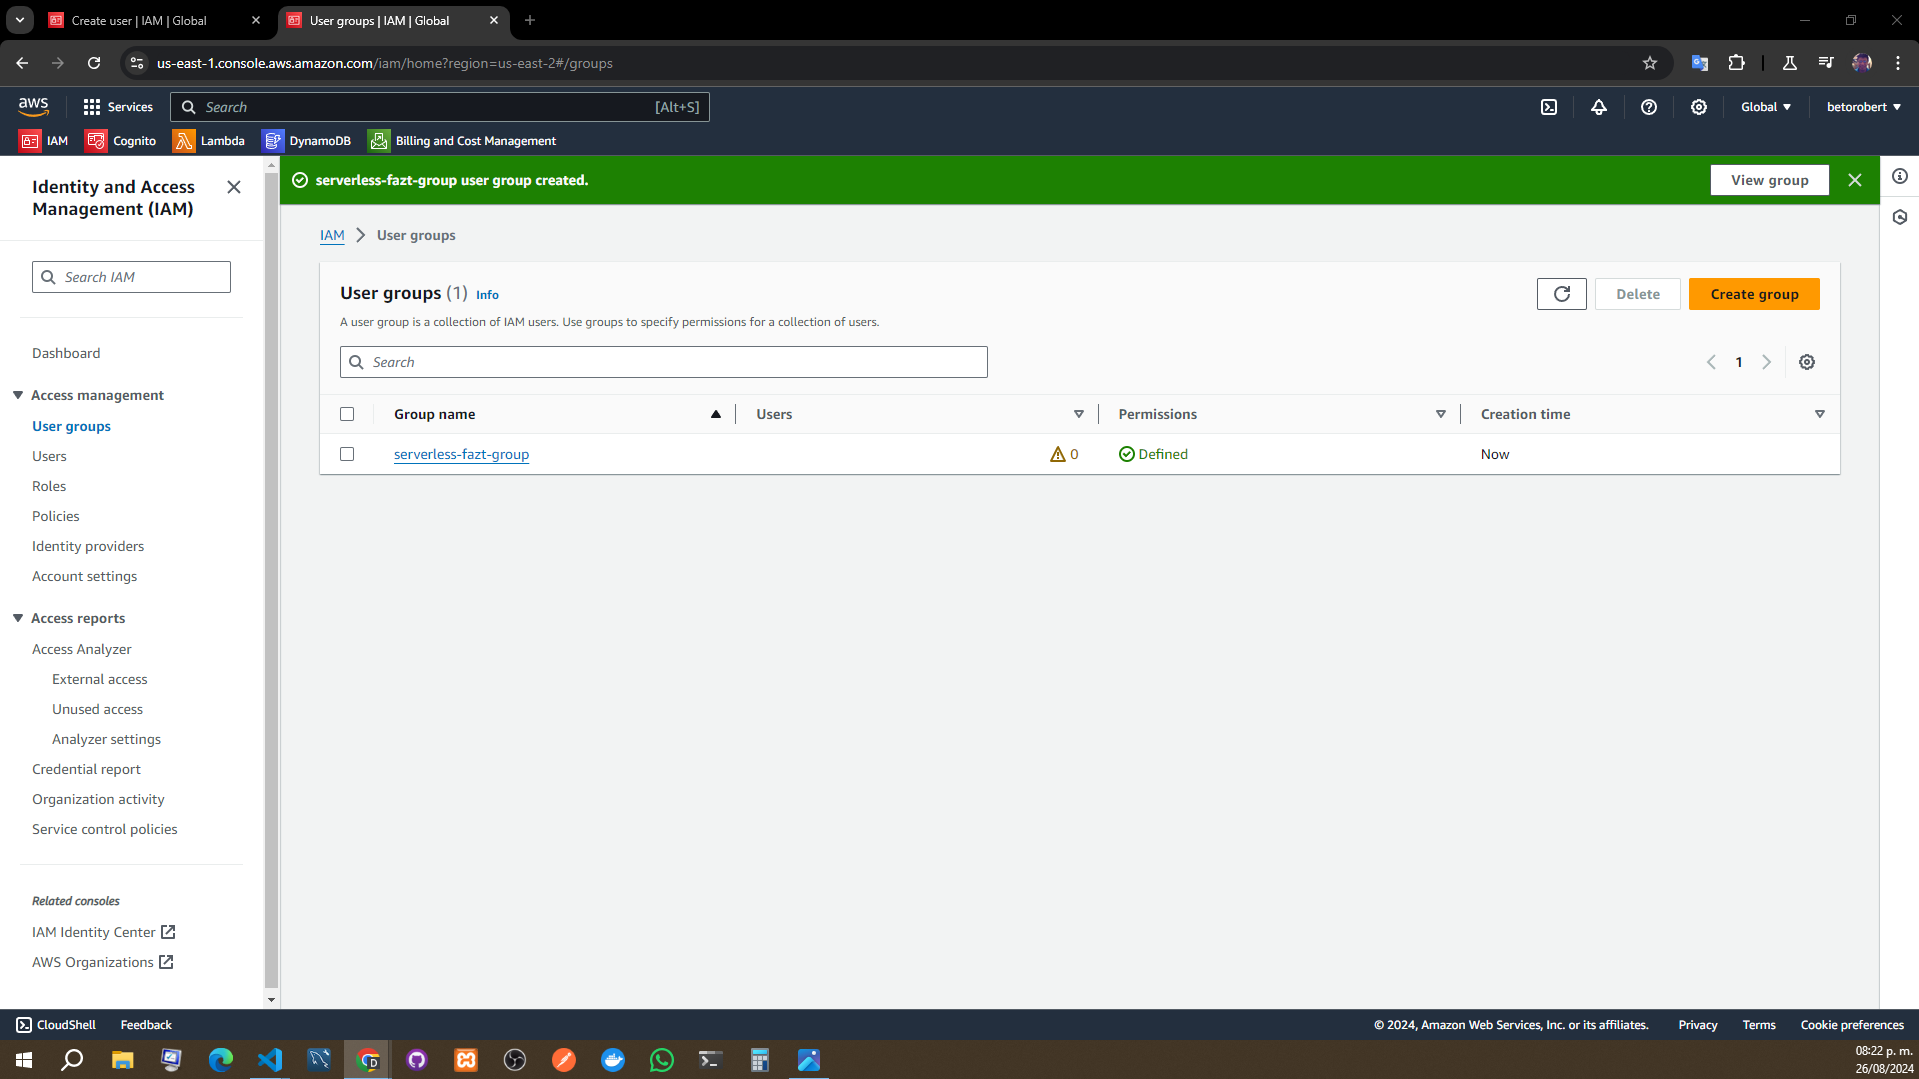 Create user | IAM | Global
User groups | IAM | Global
us-east-1.console.aws.amazon.com/iam/home?region=us-east-2#/groups
aws
Services
Search
[Alt+S]
Global
betorobert
IAM
Cognito
Lambda
DynamoDB
Billing and Cost Management
Identity and Access
Management (IAM)
Search IAM
Dashboard
Access management
User groups
Users
Roles
Policies
Identity providers
Account settings
Access reports
Access Analyzer
External access
Unused access
Analyzer settings
Credential report
Organization activity
Service control policies
Related consoles
IAM Identity Center
AWS Organizations
serverless-fazt-group user group created.
View group
IAM
User groups
User groups (1) Info
Delete
Create group
A user group is a collection of IAM users. Use groups to specify permissions for a collection of users.
Search
1
Group name
Users
Permissions
Creation time
serverless-fazt-group
0
Defined
Now
CloudShell
Feedback
© 2024, Amazon Web Services, Inc. or its affiliates.
Privacy
Terms
Cookie preferences
D
08:22 p. m.
26/08/2024